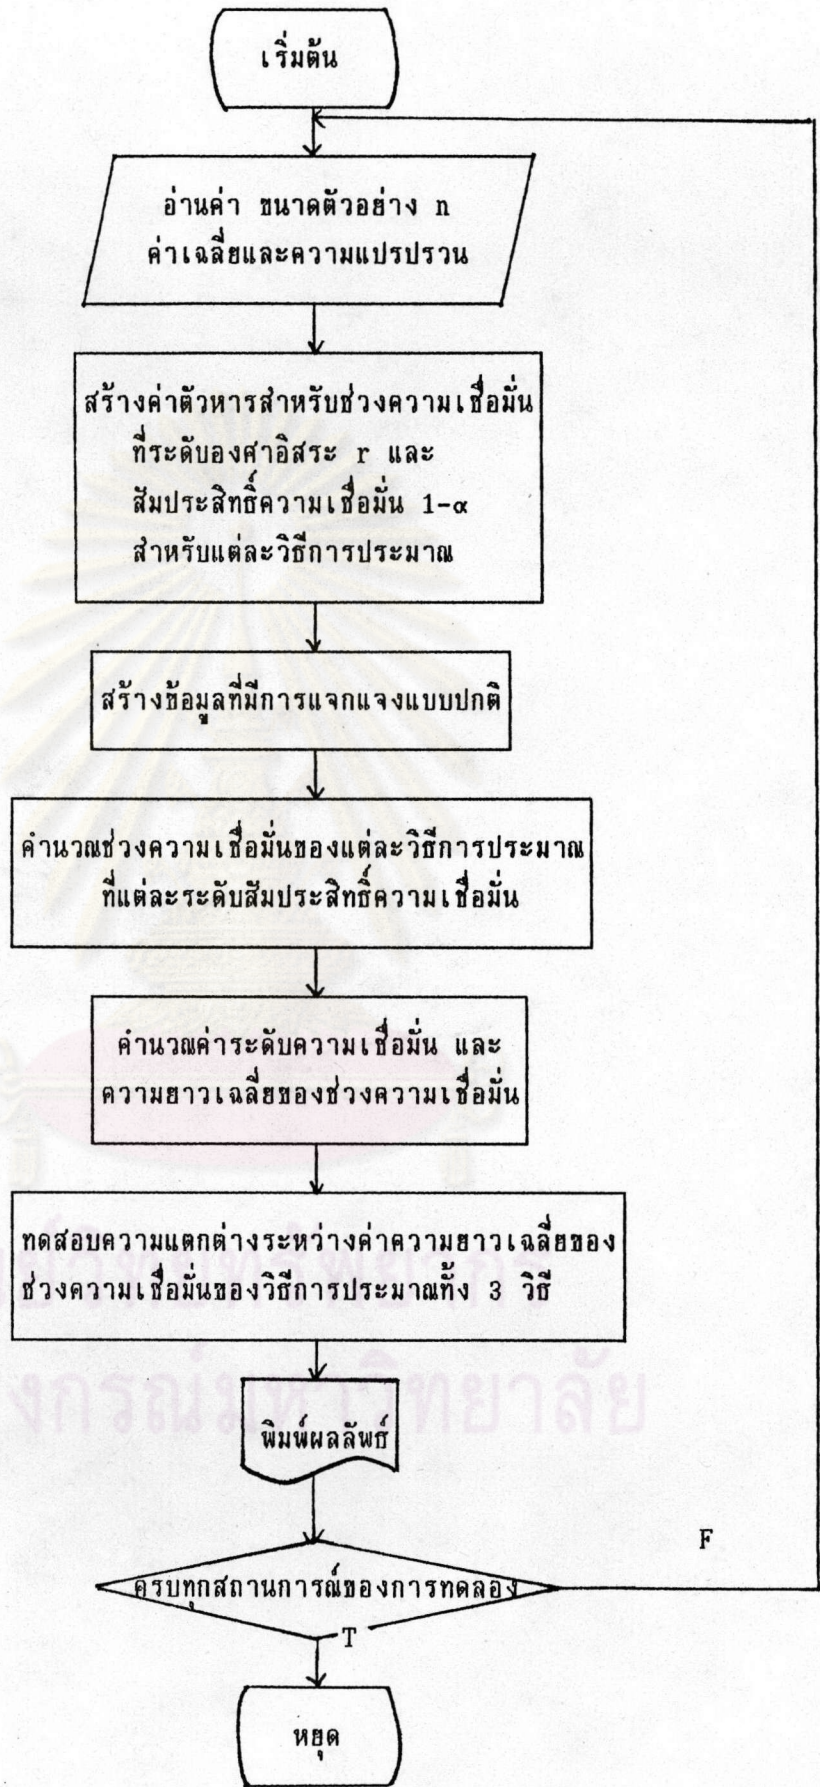 เริ่มต้น
อ่านค่า ขนาดตัวอย่าง n
ค่าเฉลี่ยและความแปรปรวน
สร้างค่าตัวหารสำหรับช่วงความเชื่อมั่น
ที่ระดับองศาอิสระ r และ
สัมประสิทธิ์ความเชื่อมั่น 1-α
สำหรับแต่ละวิธีการประมาณ
สร้างข้อมูลที่มีการแจกแจงแบบปกติ
คำนวณช่วงความเชื่อมั่นของแต่ละวิธีการประมาณ
ที่แต่ละระดับสัมประสิทธิ์ความเชื่อมั่น
คำนวณค่าระดับความเชื่อมั่น และ
ความยาวเฉลี่ยของช่วงความเชื่อมั่น
ทดสอบความแตกต่างระหว่างค่าความยาวเฉลี่ยของ
ช่วงความเชื่อมั่นของวิธีการประมาณทั้ง 3 วิธี
พิมพ์ผลลัพธ์
F
ครบทุกสถานการณ์ของการทดลอง
T
หยุด